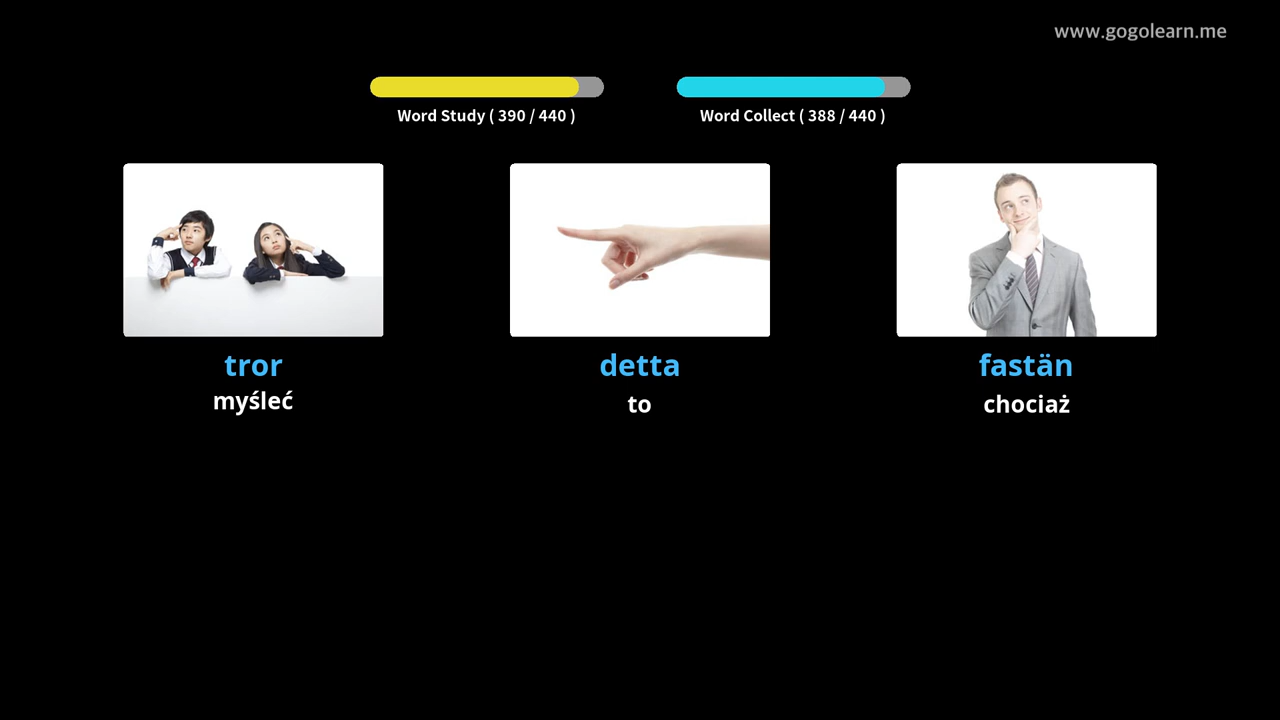 www.gogolearn.me
Word Study ( 390 / 440 )
Word Collect ( 388 / 440 )
tror
myśleć
detta
to
fastän
chociaż